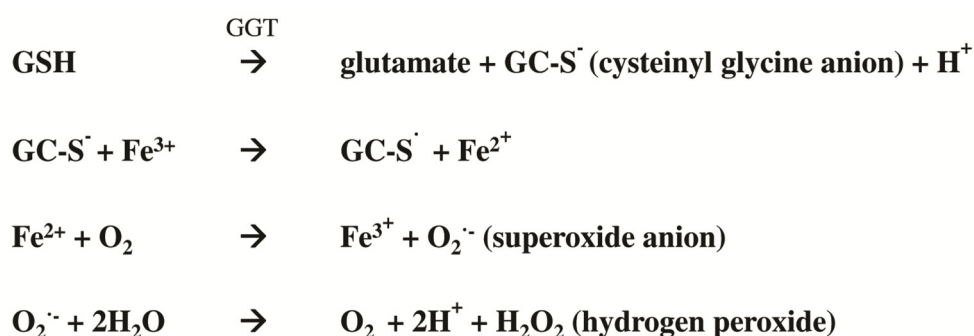 GGT
GSH → glutamate + GC-S⁻ (cysteinyl glycine anion) + H⁺
GC-S⁻ + Fe³⁺ → GC-S˙ + Fe²⁺
Fe²⁺ + O₂ → Fe³⁺ + O₂˙⁻ (superoxide anion)
O₂˙⁻ + 2H₂O → O₂ + 2H⁺ + H₂O₂ (hydrogen peroxide)